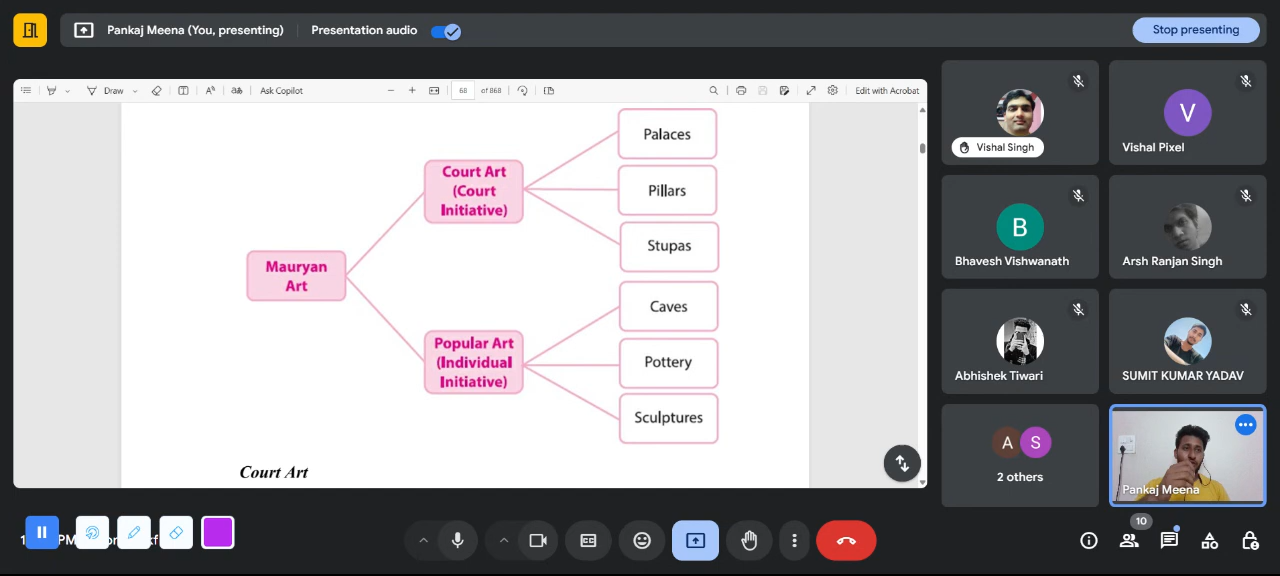 Pankaj Meena (You, presenting)
Presentation audio
Stop presenting
Draw
Ask Copilot
68
of 868
Edit with Acrobat
Mauryan
Art
Court Art
(Court
Initiative)
Palaces
Pillars
Stupas
Popular Art
(Individual
Initiative)
Caves
Pottery
Sculptures
Court Art
Vishal Singh
V
Vishal Pixel
B
Bhavesh Vishwanath
Arsh Ranjan Singh
Abhishek Tiwari
SUMIT KUMAR YADAV
A
S
2 others
Pankaj Meena
10